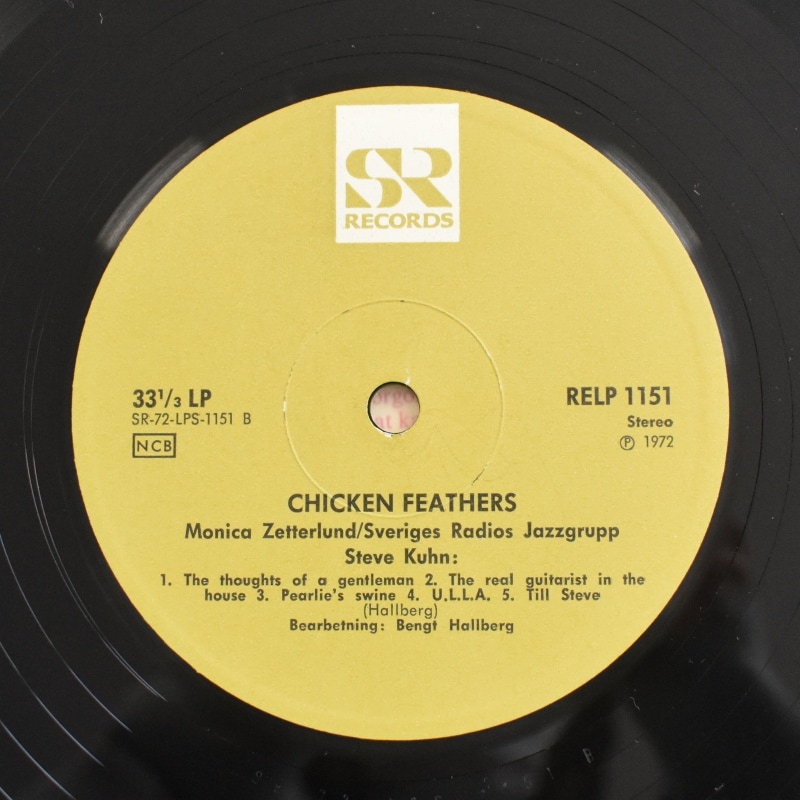 SR
RECORDS
33 1/3 LP
SR-72-LPS-1151 B
NCB
RELP 1151
Stereo
Ⓟ 1972
CHICKEN FEATHERS
Monica Zetterlund/Sveriges Radios Jazzgrupp
Steve Kuhn:
1. The thoughts of a gentleman 2. The real guitarist in the
house 3. Pearlie's swine 4. U.L.L.A. 5. Till Steve
(Hallberg)
Bearbetning: Bengt Hallberg